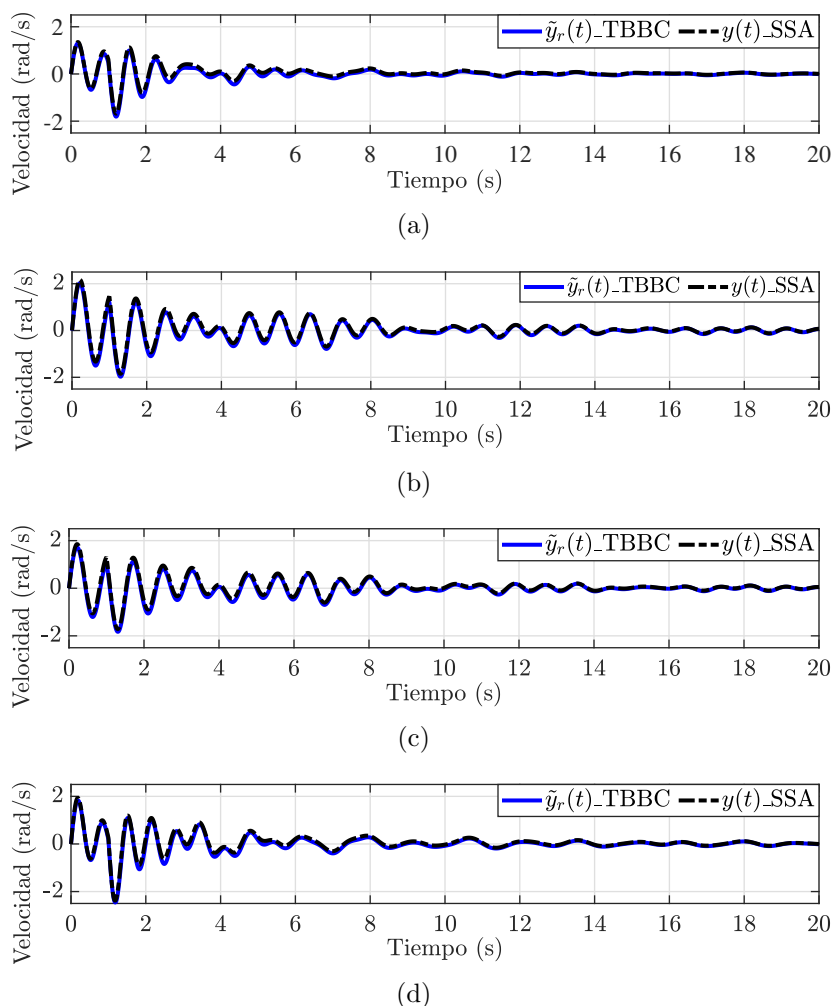 ỹr(t)_TBBC y(t)_SSA
Velocidad (rad/s)
2
0
-2
0 2 4 6 8 10 12 14 16 18 20
Tiempo (s)
(a)
ỹr(t)_TBBC y(t)_SSA
Velocidad (rad/s)
2
0
-2
0 2 4 6 8 10 12 14 16 18 20
Tiempo (s)
(b)
ỹr(t)_TBBC y(t)_SSA
Velocidad (rad/s)
2
0
-2
0 2 4 6 8 10 12 14 16 18 20
Tiempo (s)
(c)
ỹr(t)_TBBC y(t)_SSA
Velocidad (rad/s)
2
0
-2
0 2 4 6 8 10 12 14 16 18 20
Tiempo (s)
(d)